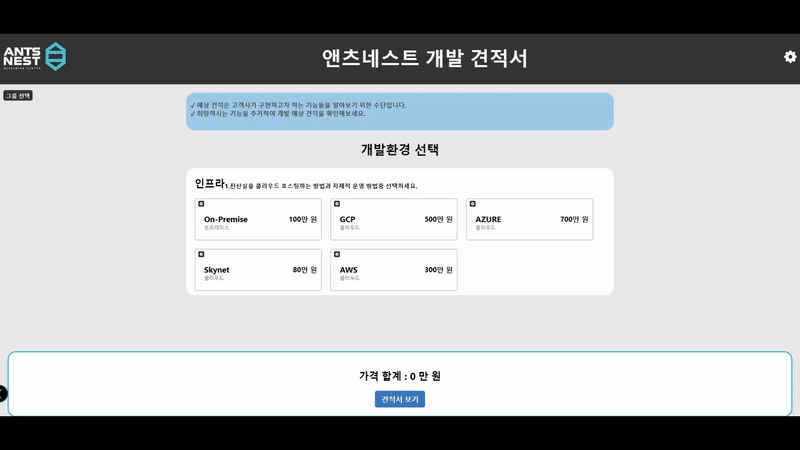 ANTS
NEST
DEVELOPER CENTER
앤츠네스트 개발 견적서
그룹 선택
✓ 예상 견적은 고객사가 구현하고자 하는 기능들을 알아보기 위한 수단입니다.
✓ 희망하시는 기능을 추가하여 개발 예상 견적을 확인해보세요.
개발환경 선택
인프라1.전산실을 클라우드 호스팅하는 방법과 자체적 운영 방법중 선택하세요.
On-Premise 100만 원
온프레미스
GCP 500만 원
클라우드
AZURE 700만 원
클라우드
Skynet 80만 원
클라우드
AWS 300만 원
클라우드
가격 합계 : 0 만 원
견적서 보기